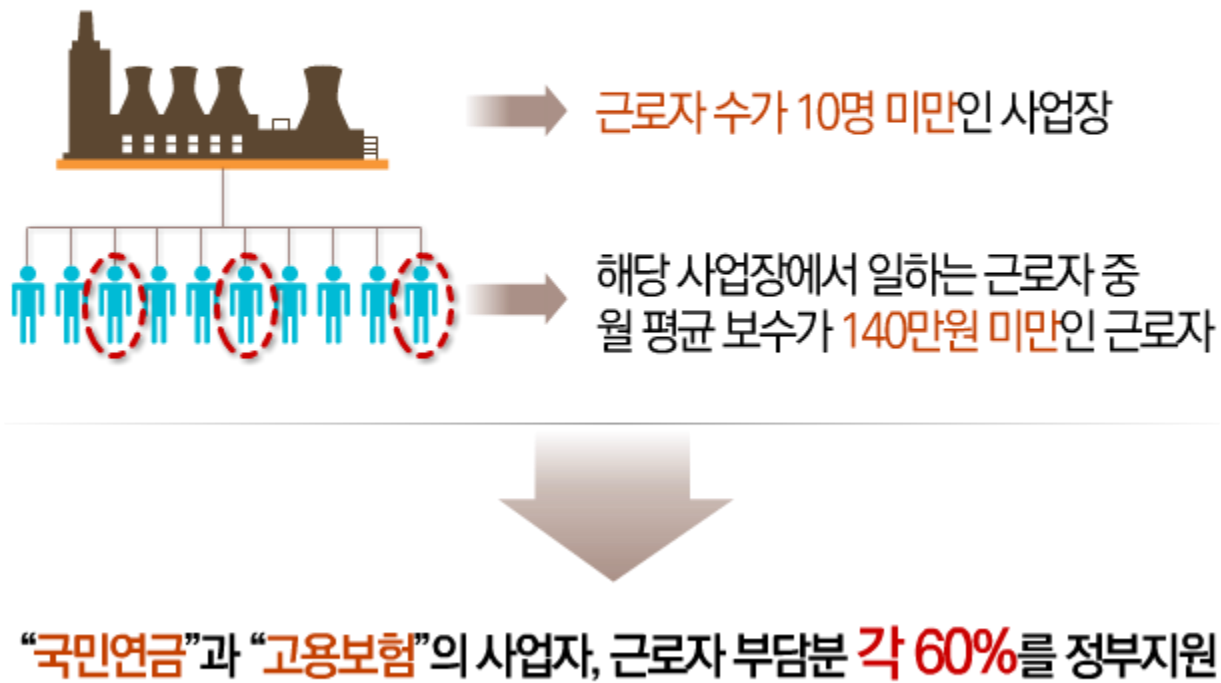 근로자 수가 10명 미만인 사업장
해당 사업장에서 일하는 근로자 중
월 평균 보수가 140만원 미만인 근로자
“국민연금”과 “고용보험”의 사업자, 근로자 부담분 각 60%를 정부지원